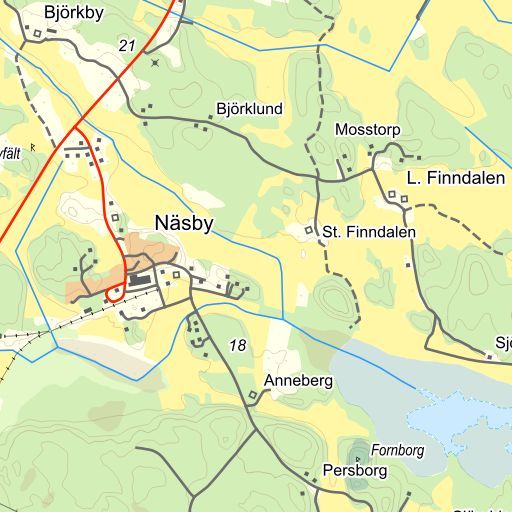 Björkby
21
Björklund
Mosstorp
L. Finndalen
Näsby
St. Finndalen
18
Anneberg
Fornborg
Persborg